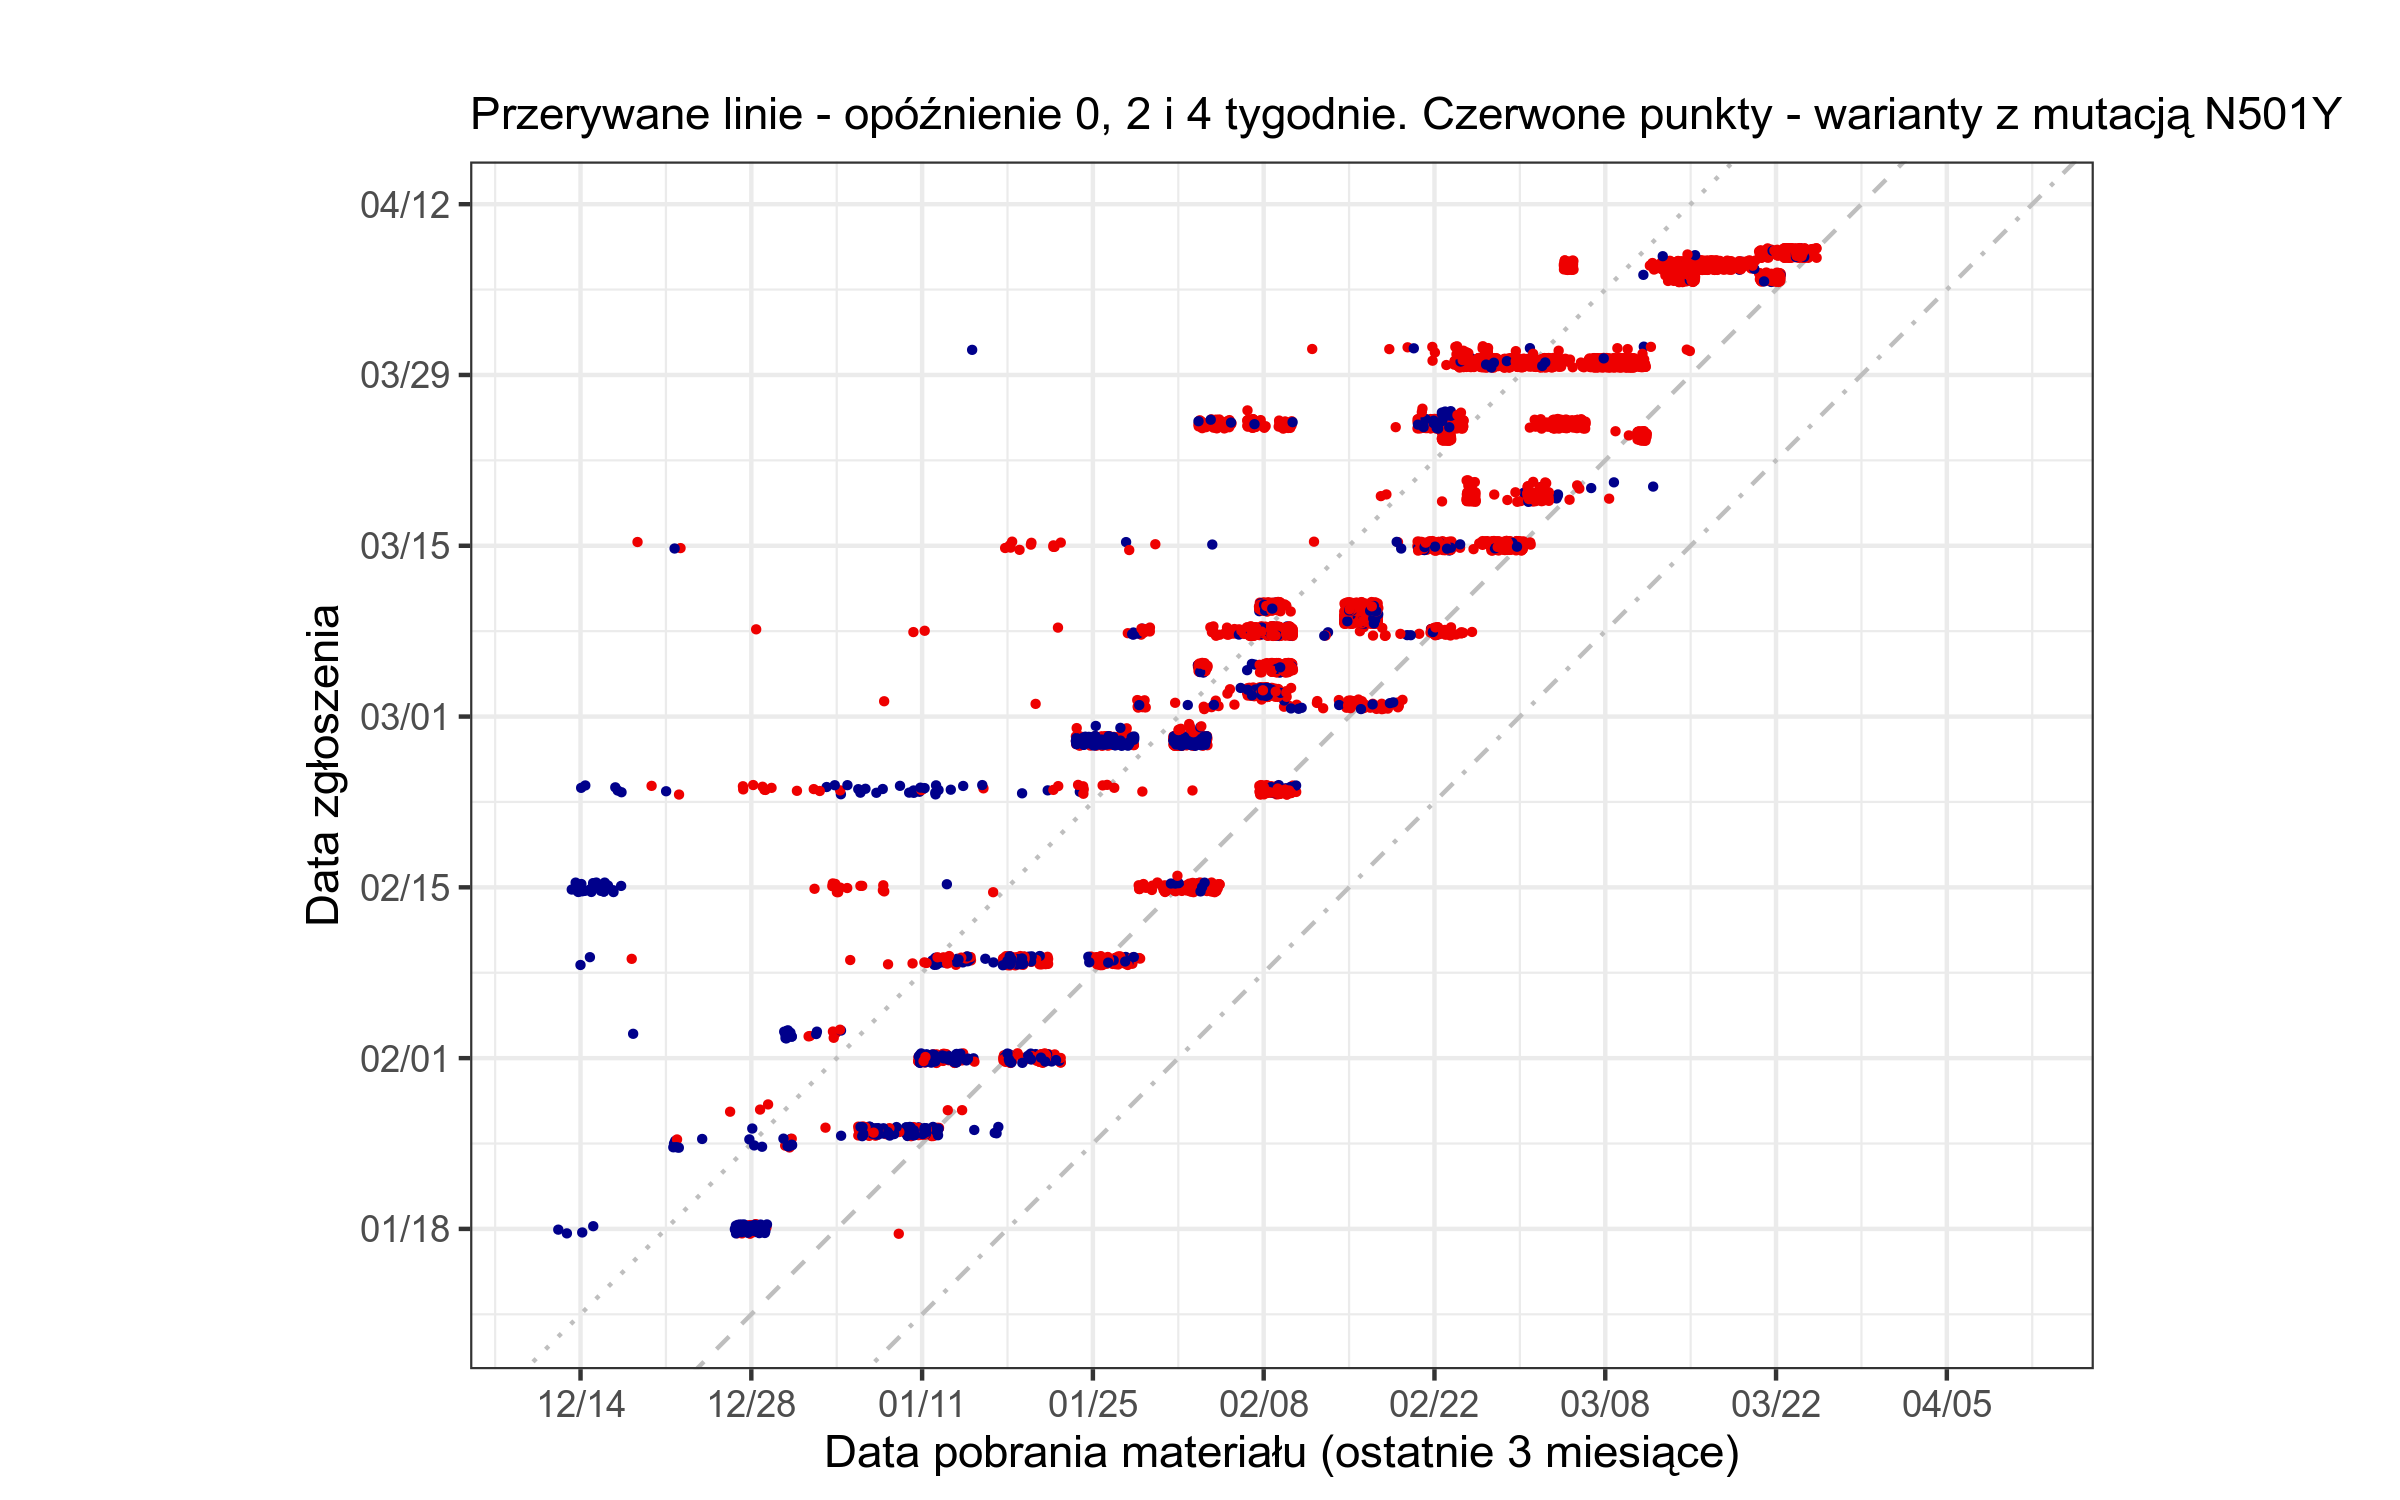 Przerywane linie - opóźnienie 0, 2 i 4 tygodnie. Czerwone punkty - warianty z mutacją N501Y
Data zgłoszenia
04/12
03/29
03/15
03/01
02/15
02/01
01/18
12/14 12/28 01/11 01/25 02/08 02/22 03/08 03/22 04/05
Data pobrania materiału (ostatnie 3 miesiące)